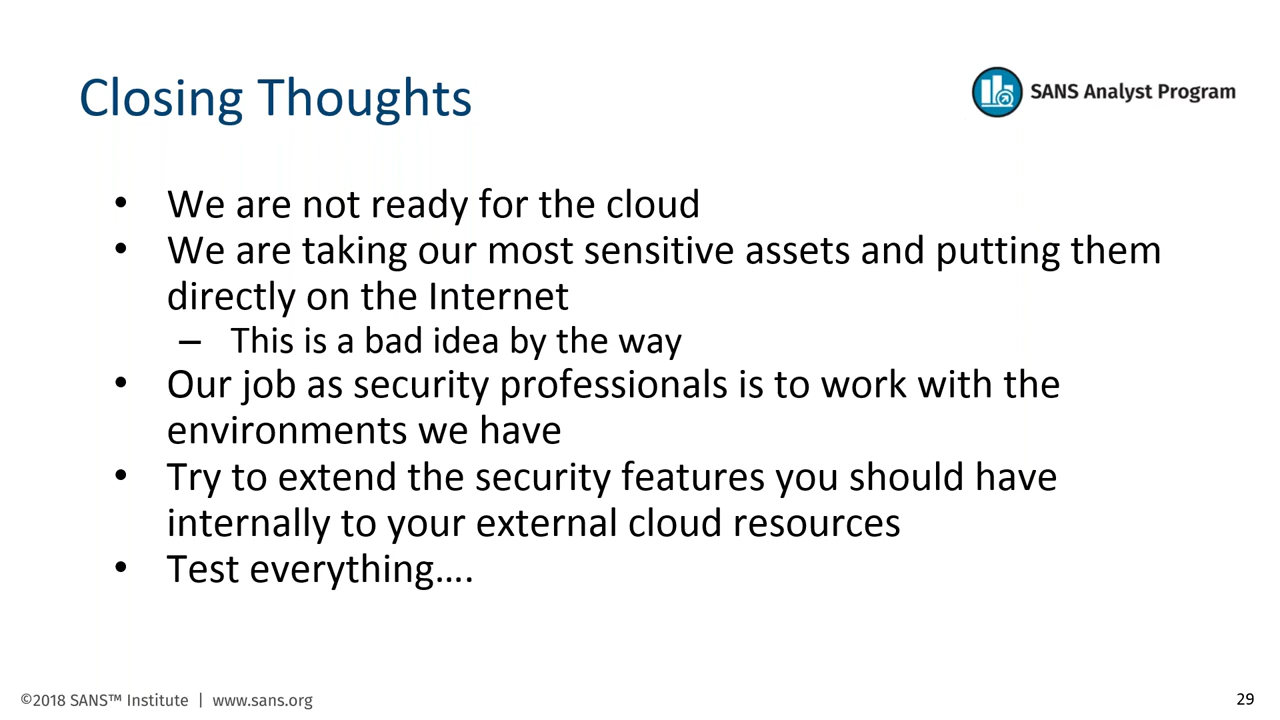 Closing Thoughts
SANS Analyst Program
• We are not ready for the cloud
• We are taking our most sensitive assets and putting them
directly on the Internet
– This is a bad idea by the way
• Our job as security professionals is to work with the
environments we have
• Try to extend the security features you should have
internally to your external cloud resources
• Test everything….
©2018 SANS™ Institute | www.sans.org
29